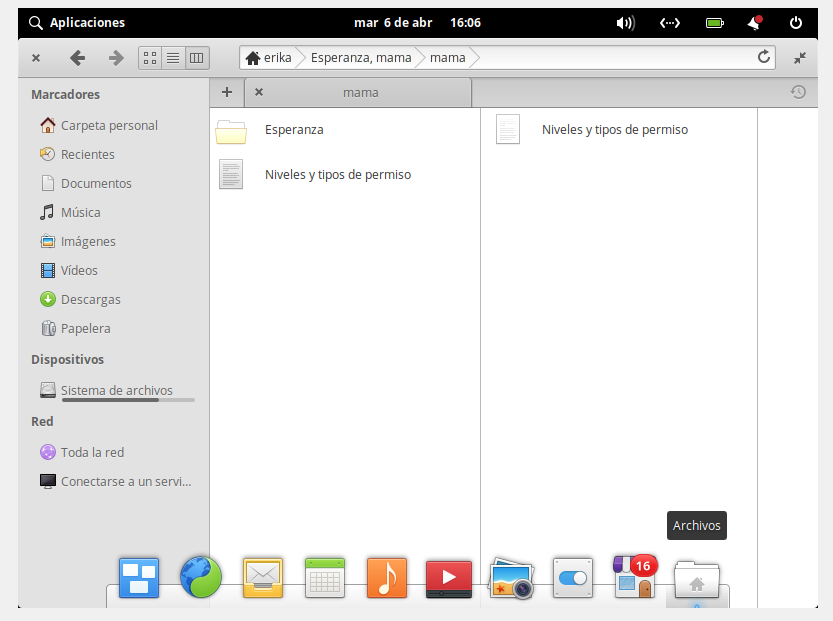 Aplicaciones
mar 6 de abr 16:06
erika Esperanza, mama mama
Marcadores
mama
Carpeta personal
Recientes
Documentos
Música
Imágenes
Vídeos
Descargas
Papelera
Dispositivos
Sistema de archivos
Red
Toda la red
Conectarse a un servi...
Esperanza
Niveles y tipos de permiso
Niveles y tipos de permiso
Archivos
16